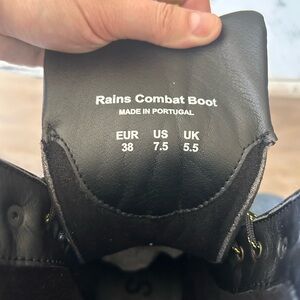 Rains Combat Boot
MADE IN PORTUGAL
EUR US UK
38 7.5 5.5
S